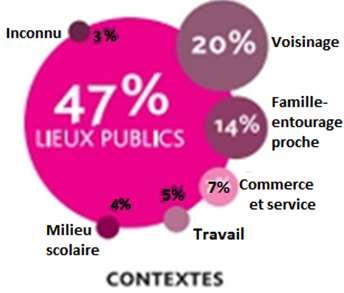 Inconnu
3%
20%
Voisinage
47%
LIEUX PUBLICS
Famille-
entourage
proche
14%
7%
Commerce
et service
5%
Travail
4%
Milieu
scolaire
CONTEXTES